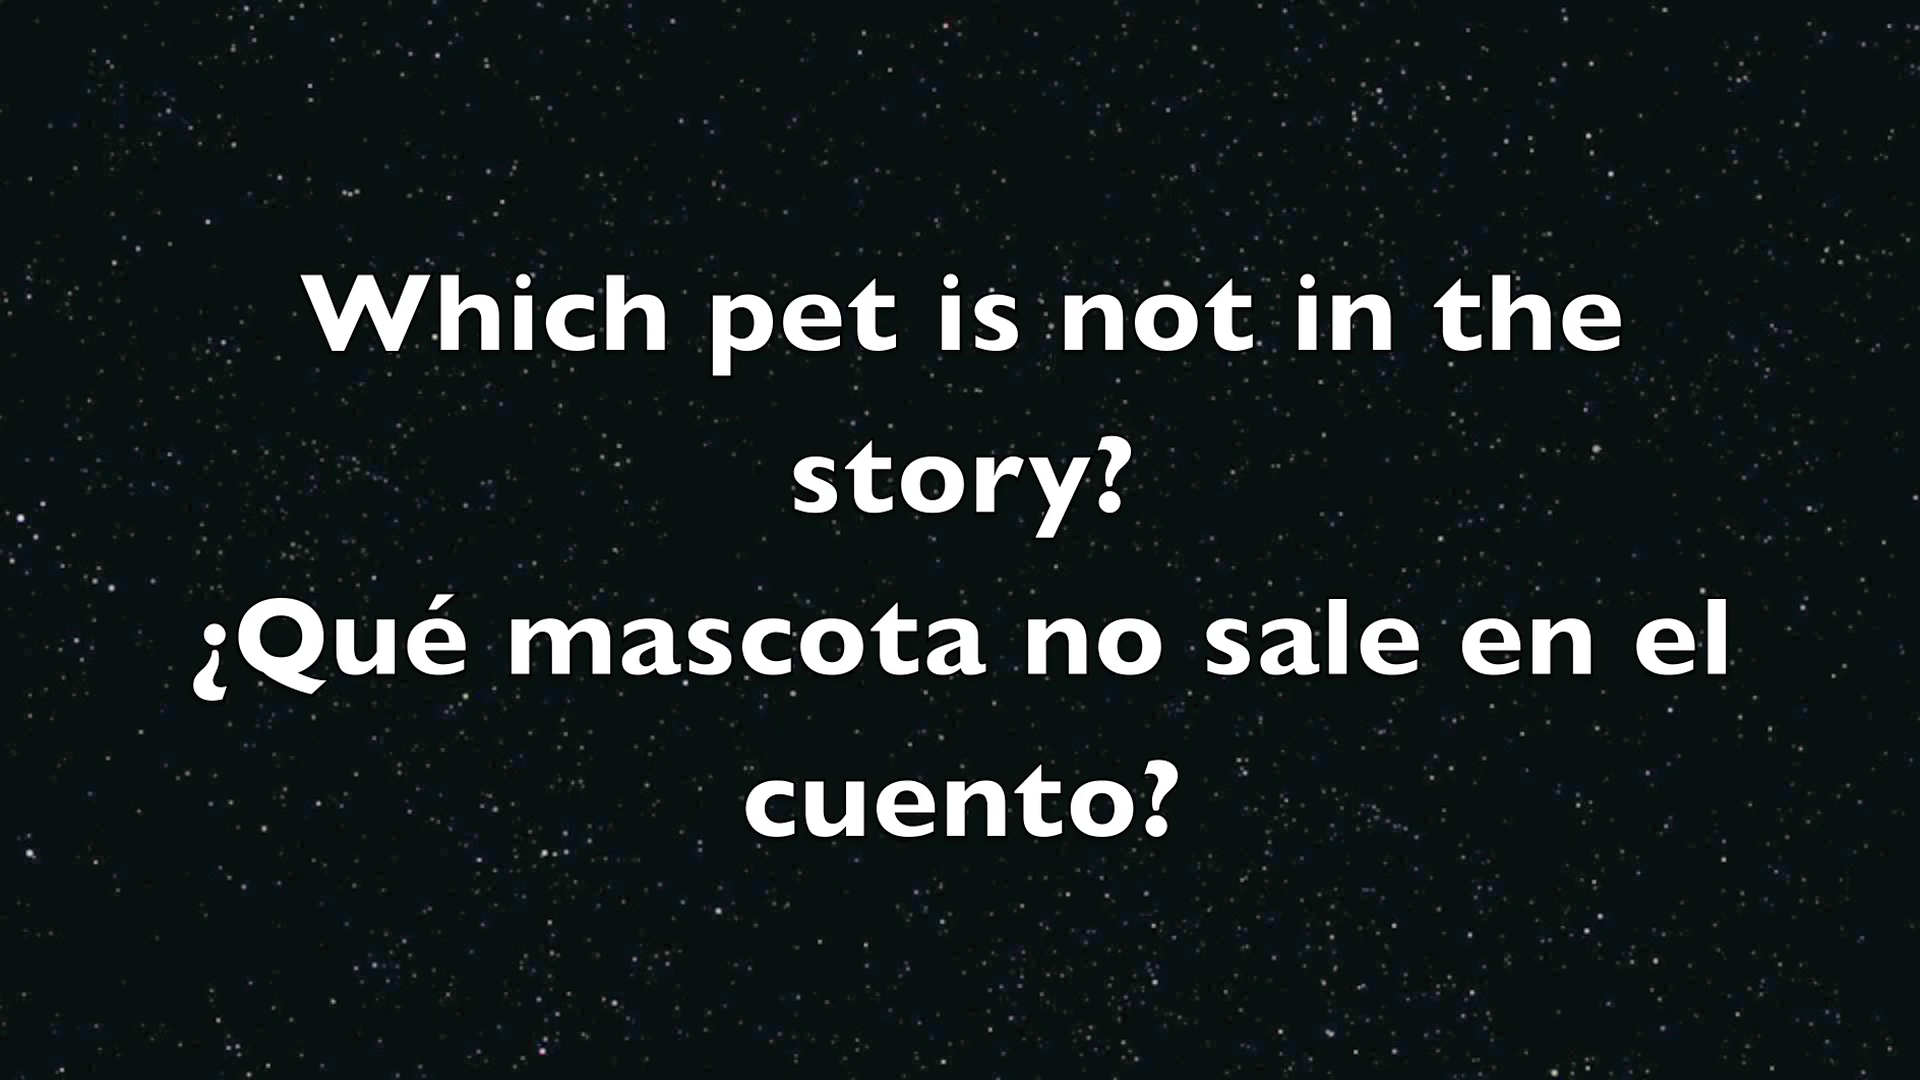 Which pet is not in the
story?
¿Qué mascota no sale en el
cuento?